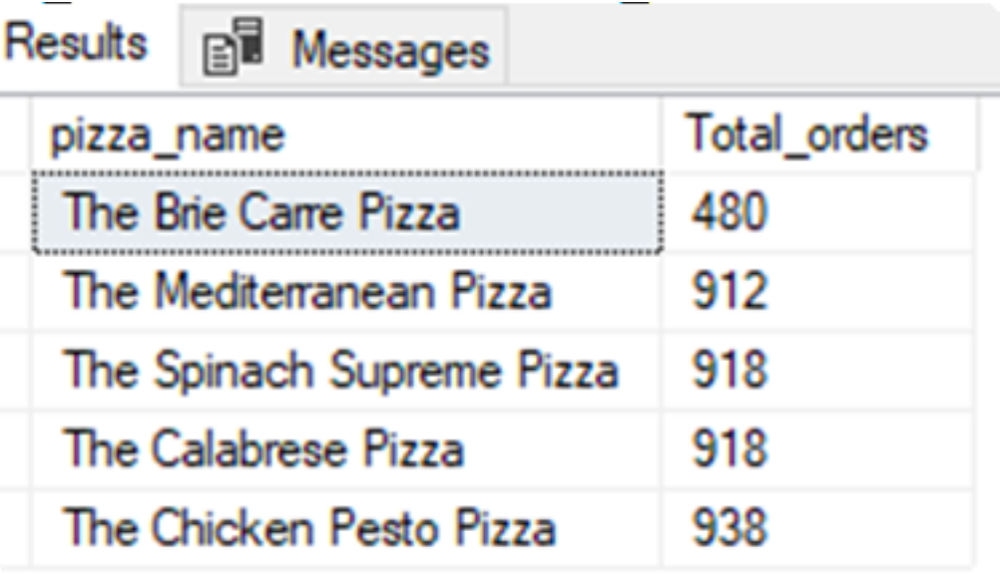 Results Messages
pizza_name Total_orders
The Brie Carre Pizza 480
The Mediterranean Pizza 912
The Spinach Supreme Pizza 918
The Calabrese Pizza 918
The Chicken Pesto Pizza 938